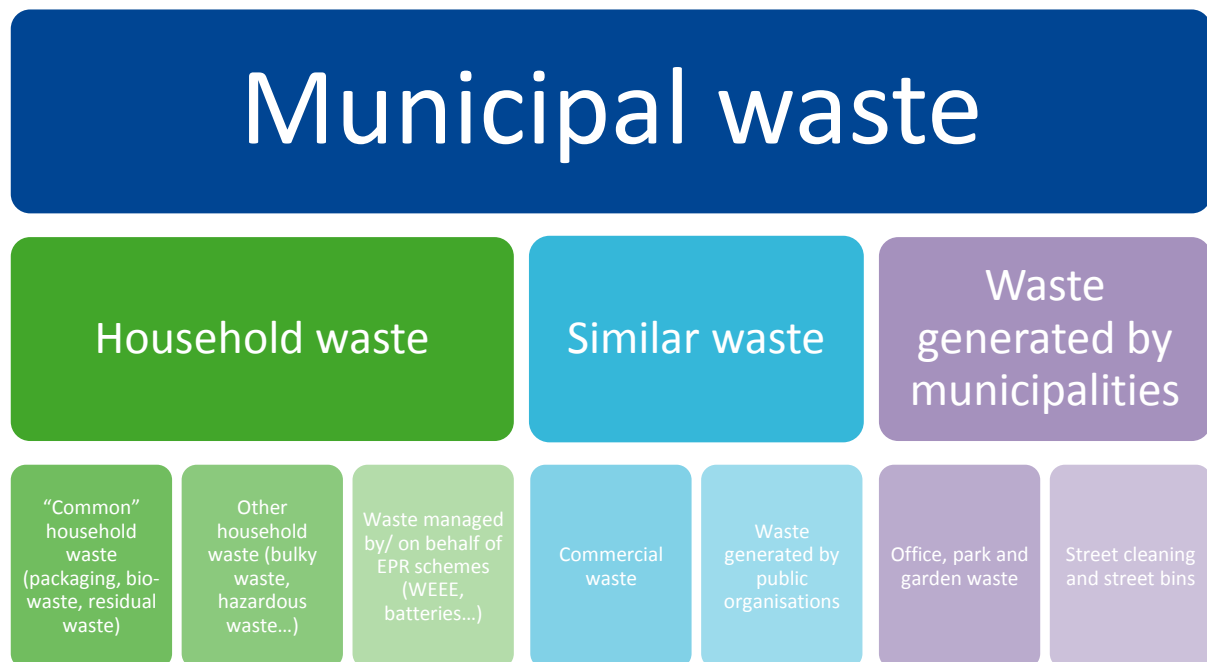 Municipal waste
Household waste
Similar waste
Waste
generated by
municipalities
“Common”
household
waste
(packaging, bio-
waste, residual
waste)
Other
household
waste (bulky
waste,
hazardous
waste…)
Waste managed
by/ on behalf of
EPR schemes
(WEEE,
batteries…)
Commercial
waste
Waste
generated by
public
organisations
Office, park and
garden waste
Street cleaning
and street bins